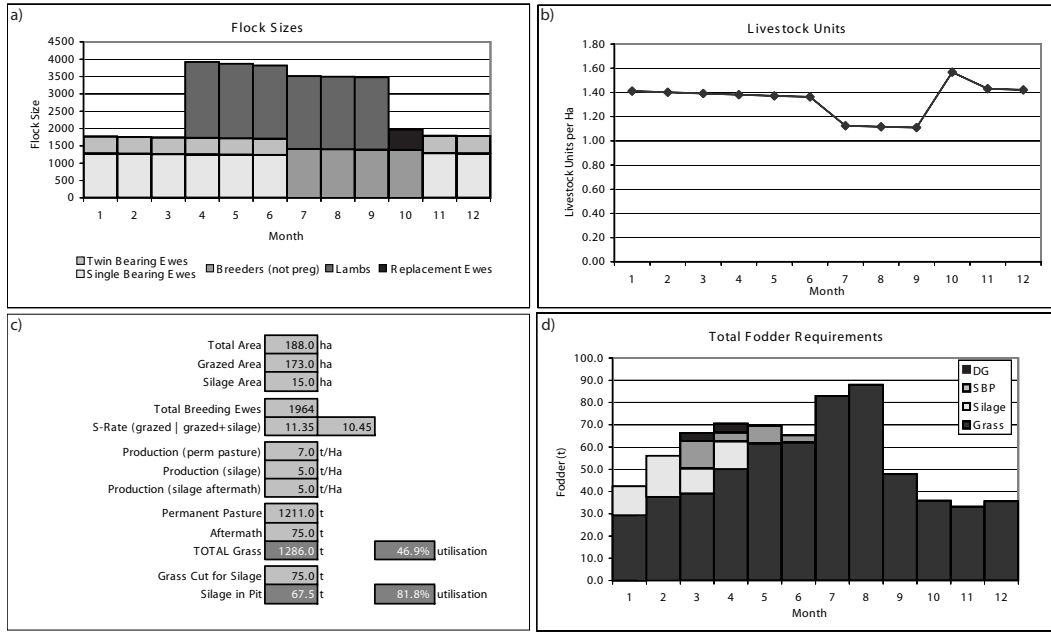 a)
Flock Sizes
4500
4000
3500
3000
2500
2000
1500
1000
500
0
Flock Size
1 2 3 4 5 6 7 8 9 10 11 12
Month
Twin Bearing Ewes
Single Bearing Ewes
Breeders (not preg)
Lambs
Replacement Ewes
b)
Livestock Units
1.80
1.60
1.40
1.20
1.00
0.80
0.60
0.40
0.20
0.00
Livestock Units per Ha
1 2 3 4 5 6 7 8 9 10 11 12
Month
c)
Total Area 188.0 ha
Grazed Area 173.0 ha
Silage Area 15.0 ha
Total Breeding Ewes 1964
S-Rate (grazed | grazed+silage) 11.35 10.45
Production (perm pasture) 7.0 t/Ha
Production (silage) 5.0 t/Ha
Production (silage aftermath) 5.0 t/Ha
Permanent Pasture 1211.0 t
Aftermath 75.0 t
TOTAL Grass 1286.0 t 46.9% utilisation
Grass Cut for Silage 75.0 t
Silage in Pit 67.5 t 81.8% utilisation
d)
Total Fodder Requirements
100.0
90.0
80.0
70.0
60.0
50.0
40.0
30.0
20.0
10.0
0.0
Fodder (t)
DG
SBP
Silage
Grass
1 2 3 4 5 6 7 8 9 10 11 12
Month